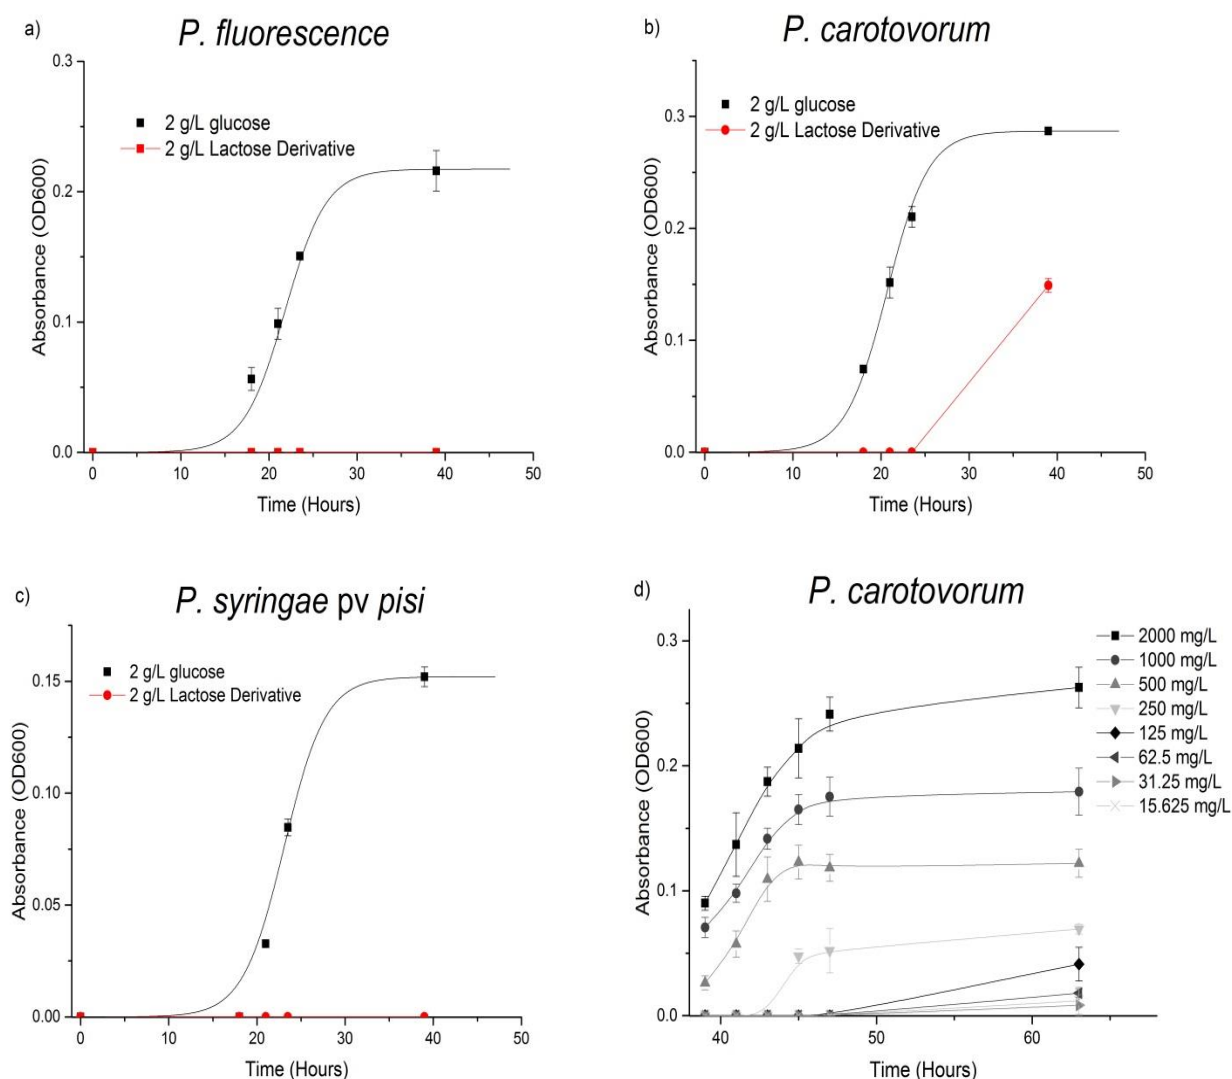 a)
P. fluorescence
0.3
2 g/L glucose
2 g/L Lactose Derivative
0.2
0.1
0.0
Absorbance (OD600)
0 10 20 30 40 50
Time (Hours)
b)
P. carotovorum
0.3
2 g/L glucose
2 g/L Lactose Derivative
0.2
0.1
0.0
Absorbance (OD600)
0 10 20 30 40 50
Time (Hours)
c)
P. syringae pv pisi
2 g/L glucose
2 g/L Lactose Derivative
0.15
0.10
0.05
0.00
Absorbance (OD600)
0 10 20 30 40 50
Time (Hours)
d)
P. carotovorum
0.3
0.2
0.1
0.0
Absorbance (OD600)
2000 mg/L
1000 mg/L
500 mg/L
250 mg/L
125 mg/L
62.5 mg/L
31.25 mg/L
15.625 mg/L
40 50 60
Time (Hours)